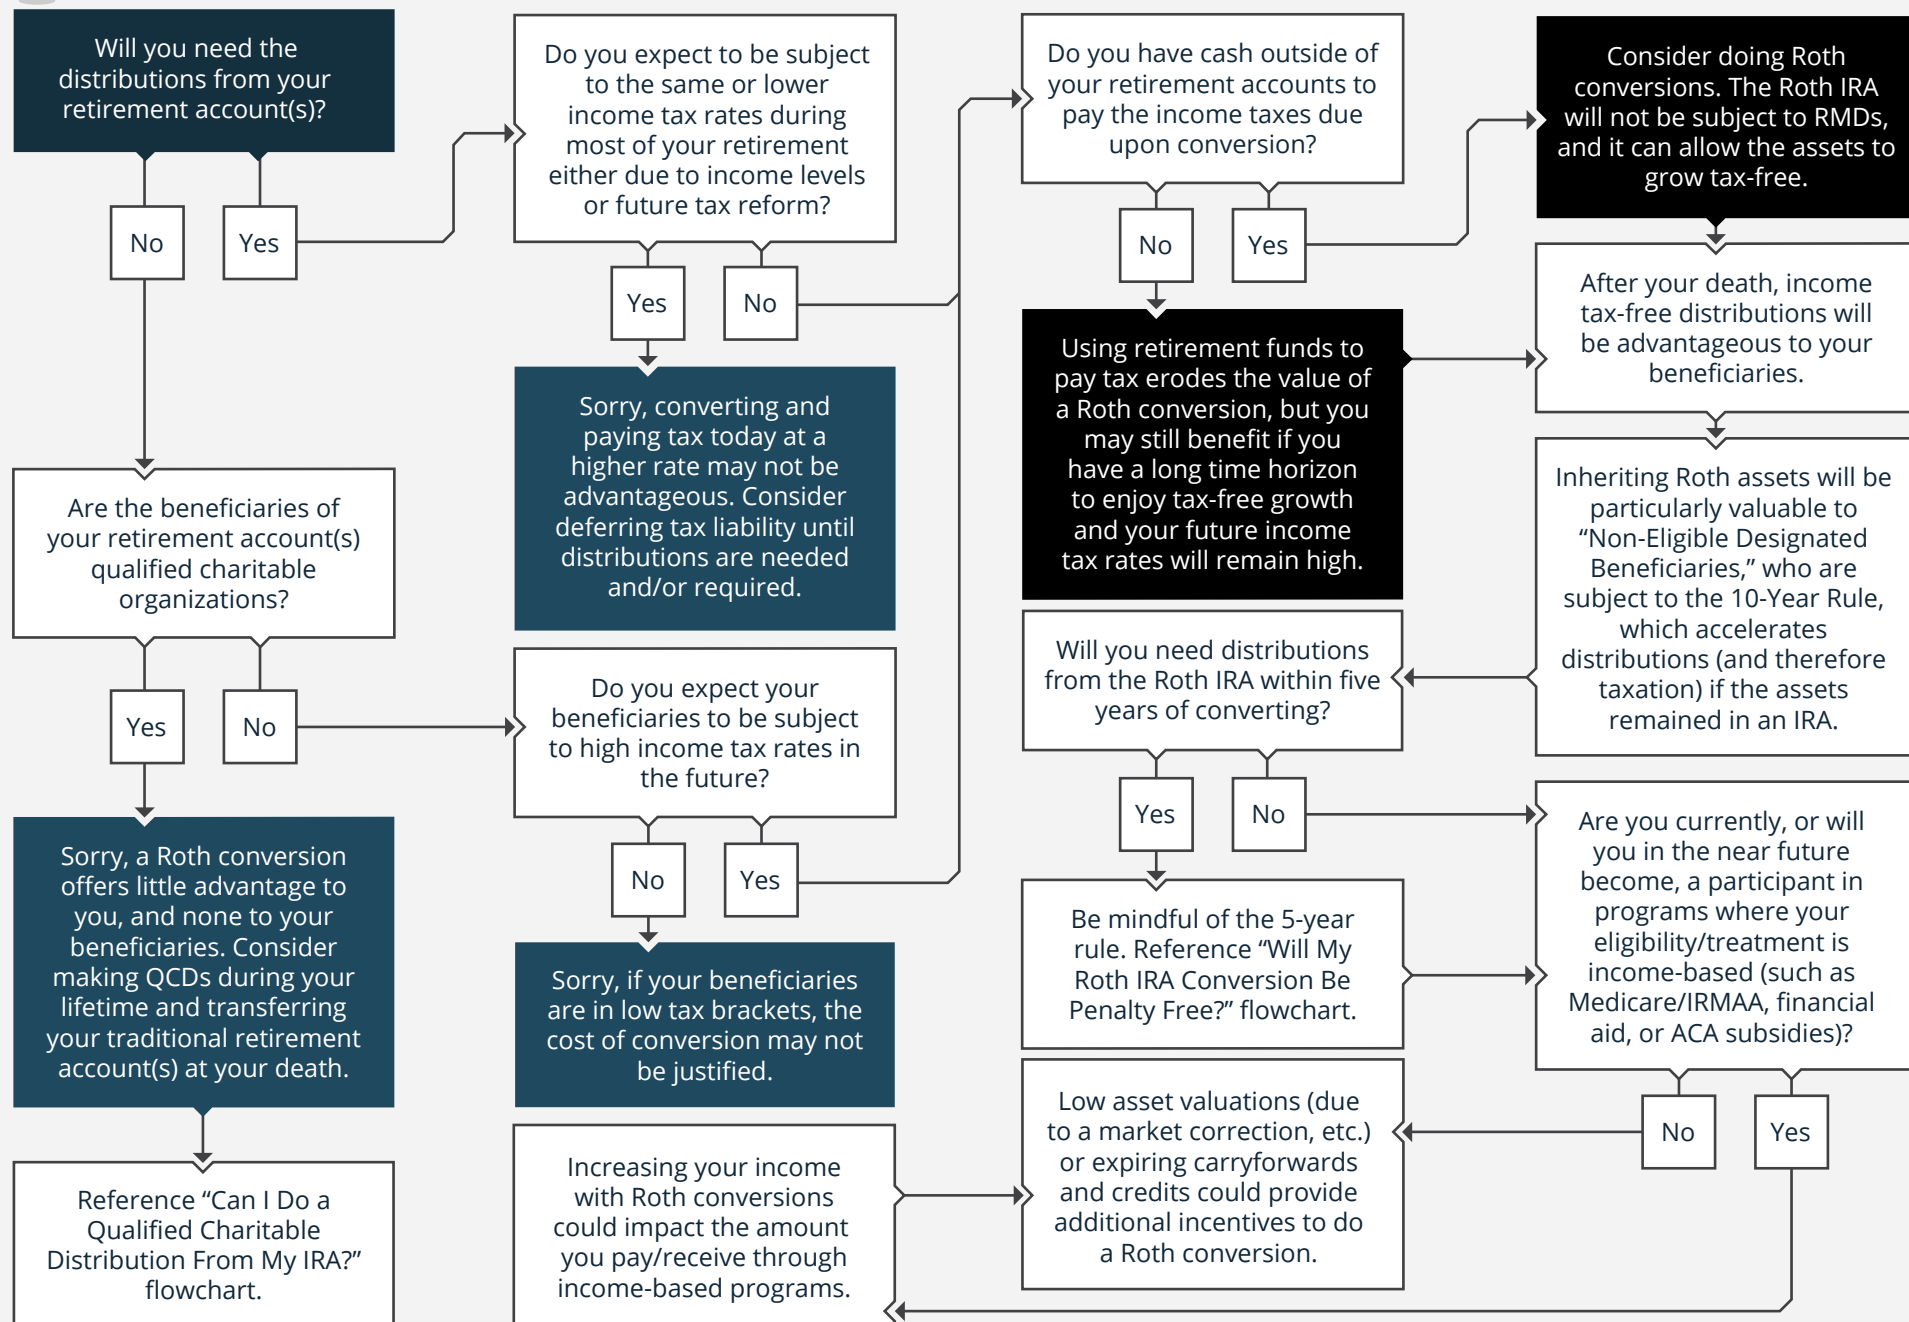 Will you need the
distributions from your
retirement account(s)?
No
Yes
Do you expect to be subject
to the same or lower
income tax rates during
most of your retirement
either due to income levels
or future tax reform?
Yes
No
Sorry, converting and
paying tax today at a
higher rate may not be
advantageous. Consider
deferring tax liability until
distributions are needed
and/or required.
Are the beneficiaries of
your retirement account(s)
qualified charitable
organizations?
Yes
No
Sorry, a Roth conversion
offers little advantage to
you, and none to your
beneficiaries. Consider
making QCDs during your
lifetime and transferring
your traditional retirement
account(s) at your death.
Reference “Can I Do a
Qualified Charitable
Distribution From My IRA?”
flowchart.
Do you expect your
beneficiaries to be subject
to high income tax rates in
the future?
No
Yes
Sorry, if your beneficiaries
are in low tax brackets, the
cost of conversion may not
be justified.
Do you have cash outside of
your retirement accounts to
pay the income taxes due
upon conversion?
No
Yes
Using retirement funds to
pay tax erodes the value of
a Roth conversion, but you
may still benefit if you
have a long time horizon
to enjoy tax-free growth
and your future income
tax rates will remain high.
Consider doing Roth
conversions. The Roth IRA
will not be subject to RMDs,
and it can allow the assets to
grow tax-free.
After your death, income
tax-free distributions will
be advantageous to your
beneficiaries.
Inheriting Roth assets will be
particularly valuable to
“Non-Eligible Designated
Beneficiaries,” who are
subject to the 10-Year Rule,
which accelerates
distributions (and therefore
taxation) if the assets
remained in an IRA.
Will you need distributions
from the Roth IRA within five
years of converting?
Yes
No
Be mindful of the 5-year
rule. Reference “Will My
Roth IRA Conversion Be
Penalty Free?” flowchart.
Are you currently, or will
you in the near future
become, a participant in
programs where your
eligibility/treatment is
income-based (such as
Medicare/IRMAA, financial
aid, or ACA subsidies)?
No
Yes
Increasing your income
with Roth conversions
could impact the amount
you pay/receive through
income-based programs.
Low asset valuations (due
to a market correction, etc.)
or expiring carryforwards
and credits could provide
additional incentives to do
a Roth conversion.